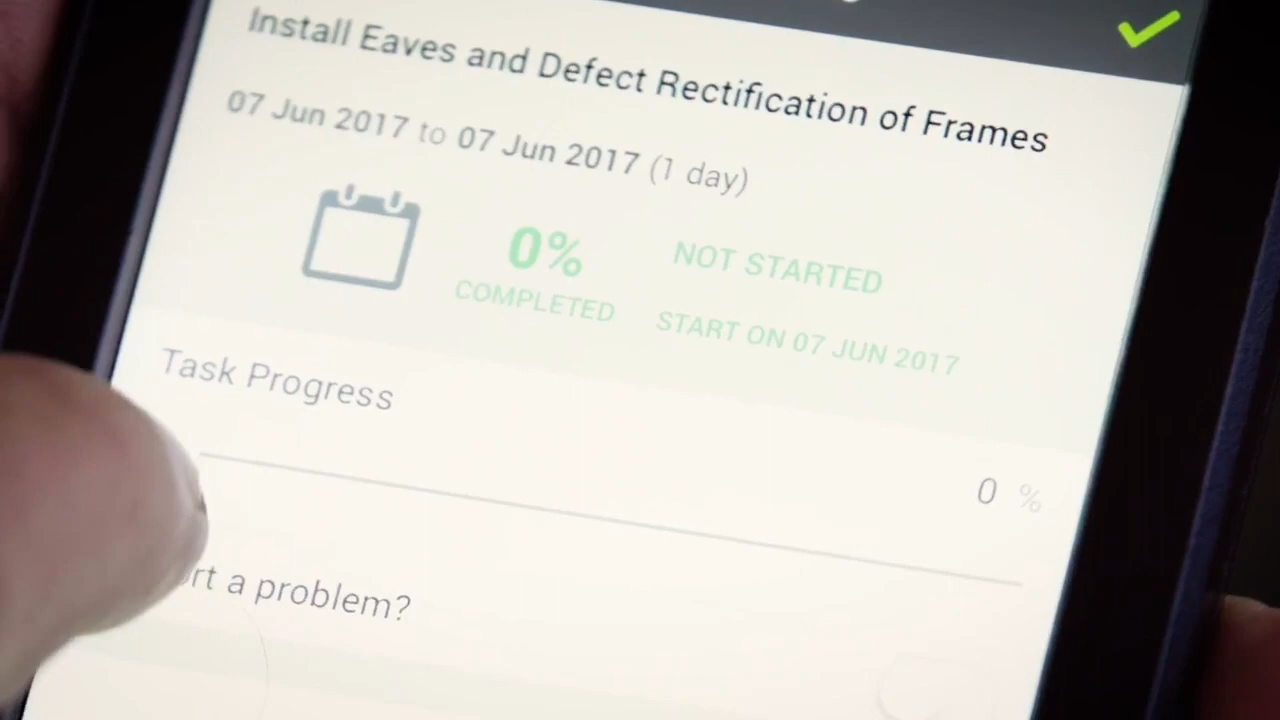 Install Eaves and Defect Rectification of Frames
07 Jun 2017 to 07 Jun 2017 (1 day)
0%
COMPLETED
NOT STARTED
START ON 07 JUN 2017
Task Progress
0 %
a problem?